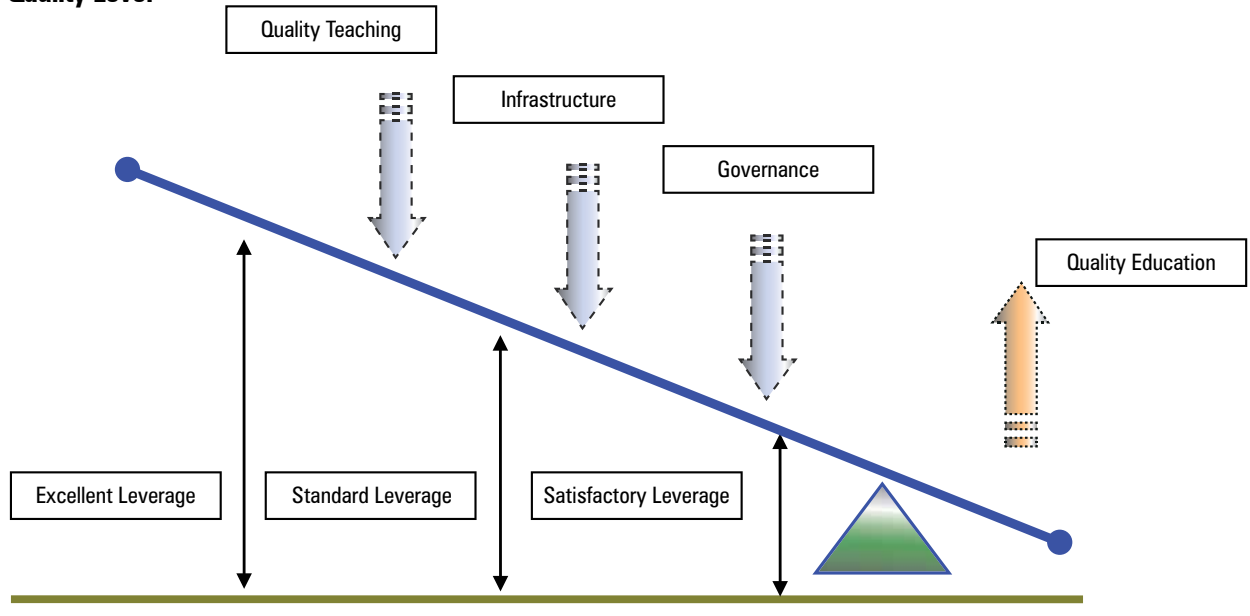 Quality Teaching
Infrastructure
Governance
Quality Education
Excellent Leverage
Standard Leverage
Satisfactory Leverage